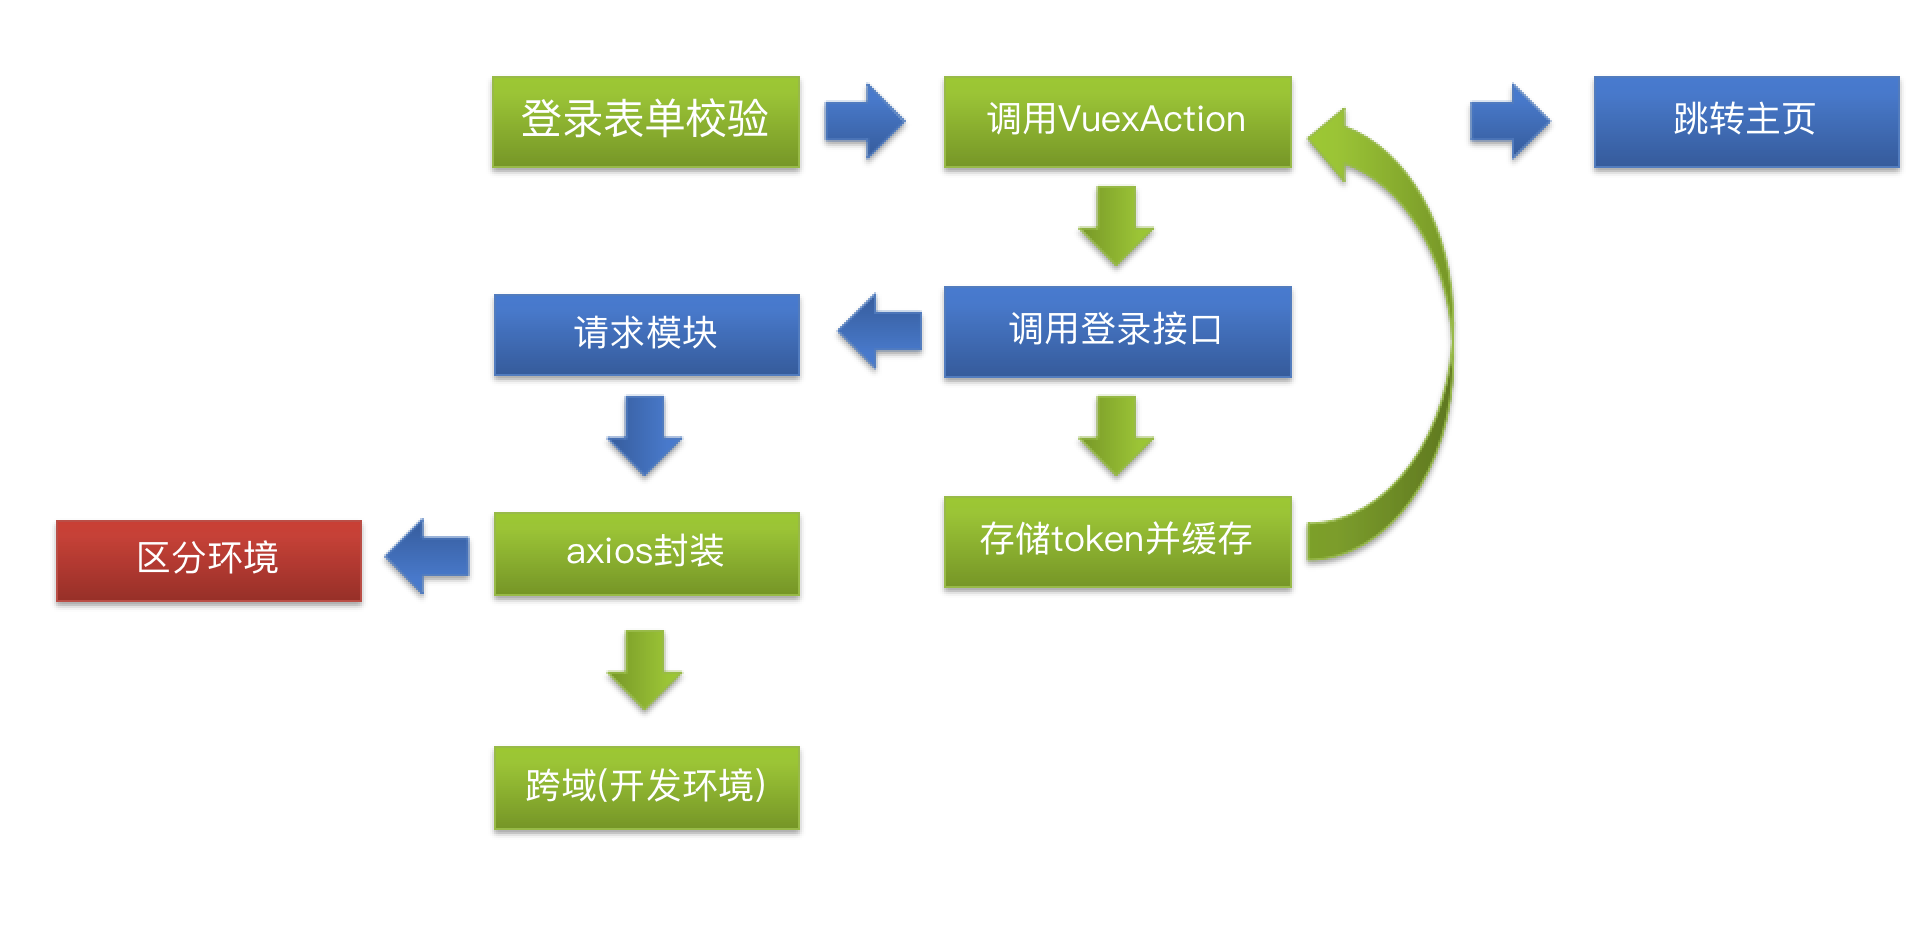 登录表单校验
调用VuexAction
跳转主页
请求模块
调用登录接口
区分环境
axios封装
存储token并缓存
跨域(开发环境)